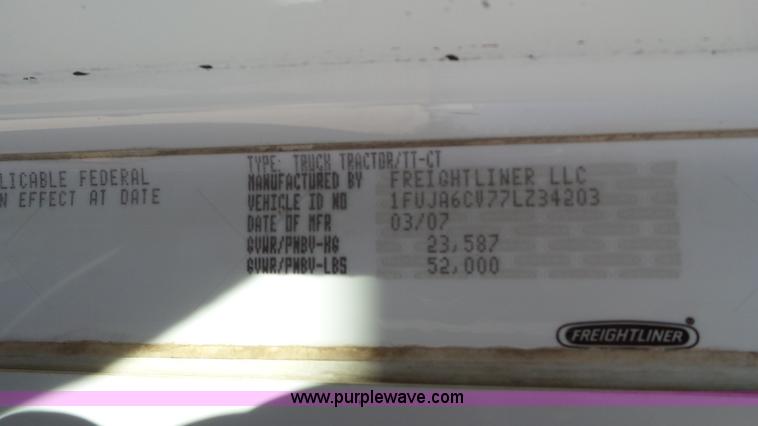 TYPE: TRUCK TRACTOR/TT-CT
LICABLE FEDERAL MANUFACTURED BY FREIGHTLINER LLC
N EFFECT AT DATE VEHICLE ID NO 1FUJA6CV77LZ34203
DATE OF MFR 03/07
GVWR/PNBV-KG 23,587
GVWR/PNBV-LBS 52,000
FREIGHTLINER®
www.purplewave.com